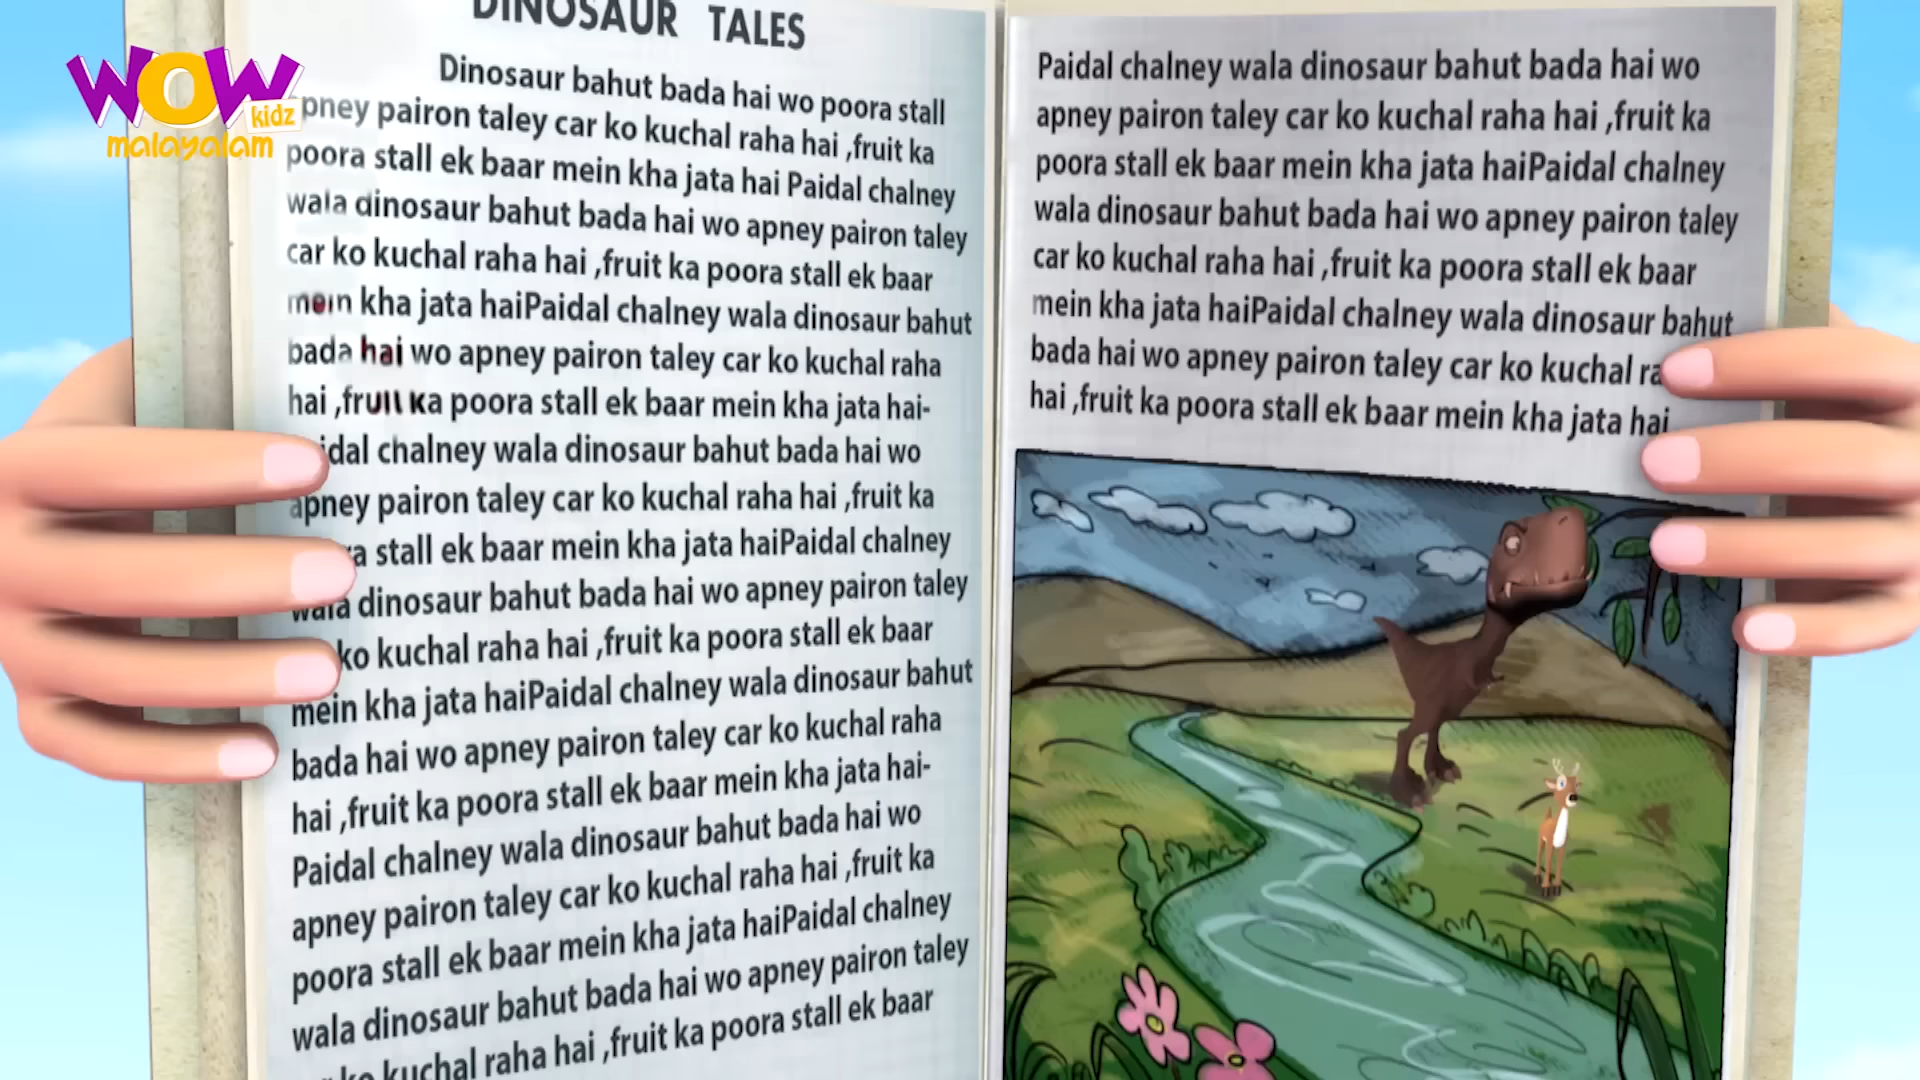 WOW
kidz
malayalam
DINOSAUR TALES
Dinosaur bahut bada hai wo poora stall
apney pairon taley car ko kuchal raha hai ,fruit ka
poora stall ek baar mein kha jata hai Paidal chalney
wala dinosaur bahut bada hai wo apney pairon taley
car ko kuchal raha hai ,fruit ka poora stall ek baar
mein kha jata haiPaidal chalney wala dinosaur bahut
bada hai wo apney pairon taley car ko kuchal raha
hai ,fruit ka poora stall ek baar mein kha jata hai-
idal chalney wala dinosaur bahut bada hai wo
apney pairon taley car ko kuchal raha hai ,fruit ka
a stall ek baar mein kha jata haiPaidal chalney
wala dinosaur bahut bada hai wo apney pairon taley
ko kuchal raha hai ,fruit ka poora stall ek baar
mein kha jata haiPaidal chalney wala dinosaur bahut
bada hai wo apney pairon taley car ko kuchal raha
hai ,fruit ka poora stall ek baar mein kha jata hai-
Paidal chalney wala dinosaur bahut bada hai wo
apney pairon taley car ko kuchal raha hai ,fruit ka
poora stall ek baar mein kha jata haiPaidal chalney
wala dinosaur bahut bada hai wo apney pairon taley
ko kuchal raha hai ,fruit ka poora stall ek baar
Paidal chalney wala dinosaur bahut bada hai wo
apney pairon taley car ko kuchal raha hai ,fruit ka
poora stall ek baar mein kha jata haiPaidal chalney
wala dinosaur bahut bada hai wo apney pairon taley
car ko kuchal raha hai ,fruit ka poora stall ek baar
mein kha jata haiPaidal chalney wala dinosaur bahut
bada hai wo apney pairon taley car ko kuchal ra
hai ,fruit ka poora stall ek baar mein kha jata hai